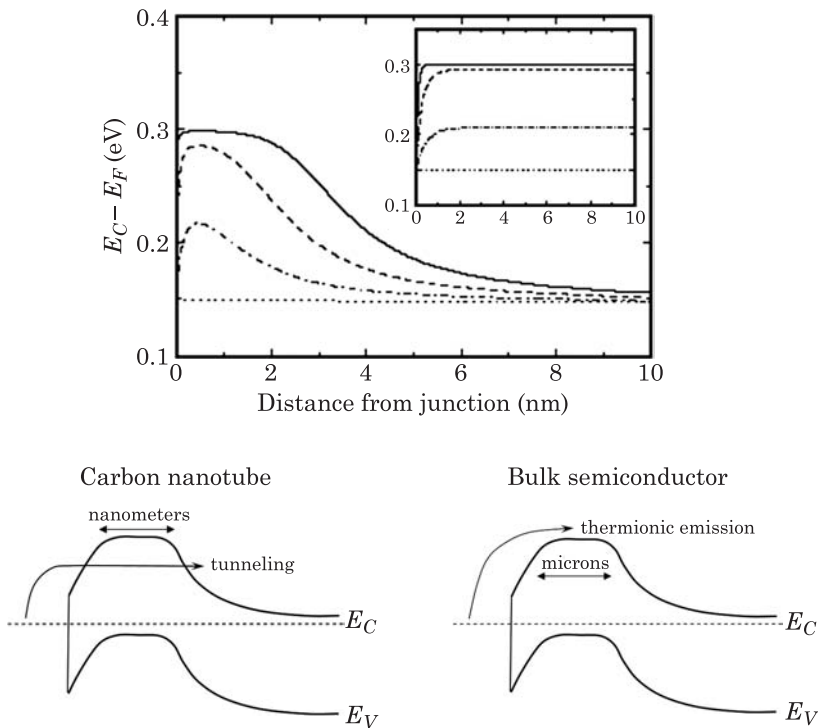 0.4
0.3
0.2
0.1
E_C – E_F (eV)
0 2 4 6 8 10
Distance from junction (nm)
0.3
0.2
0.1
0 2 4 6 8 10
Carbon nanotube
nanometers
tunneling
E_C
E_V
Bulk semiconductor
thermionic emission
microns
E_C
E_V